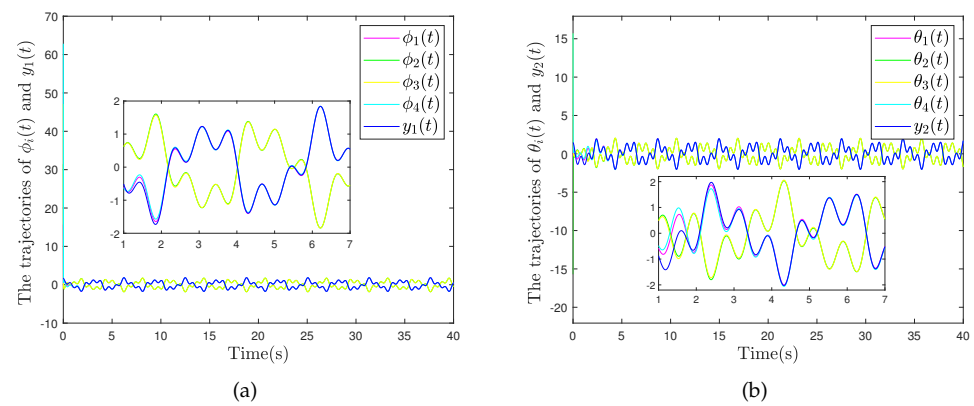 The trajectories of ϕᵢ(t) and y₁(t)
70
60
50
40
30
20
10
0
-10
ϕ₁(t)
ϕ₂(t)
ϕ₃(t)
ϕ₄(t)
y₁(t)
2
1
0
-1
-2
1 2 3 4 5 6 7
0 5 10 15 20 25 30 35 40
Time(s)
(a)
The trajectories of θᵢ(t) and y₂(t)
15
10
5
0
-5
-10
-15
-20
θ₁(t)
θ₂(t)
θ₃(t)
θ₄(t)
y₂(t)
2
1
0
-1
-2
1 2 3 4 5 6 7
0 5 10 15 20 25 30 35 40
Time(s)
(b)